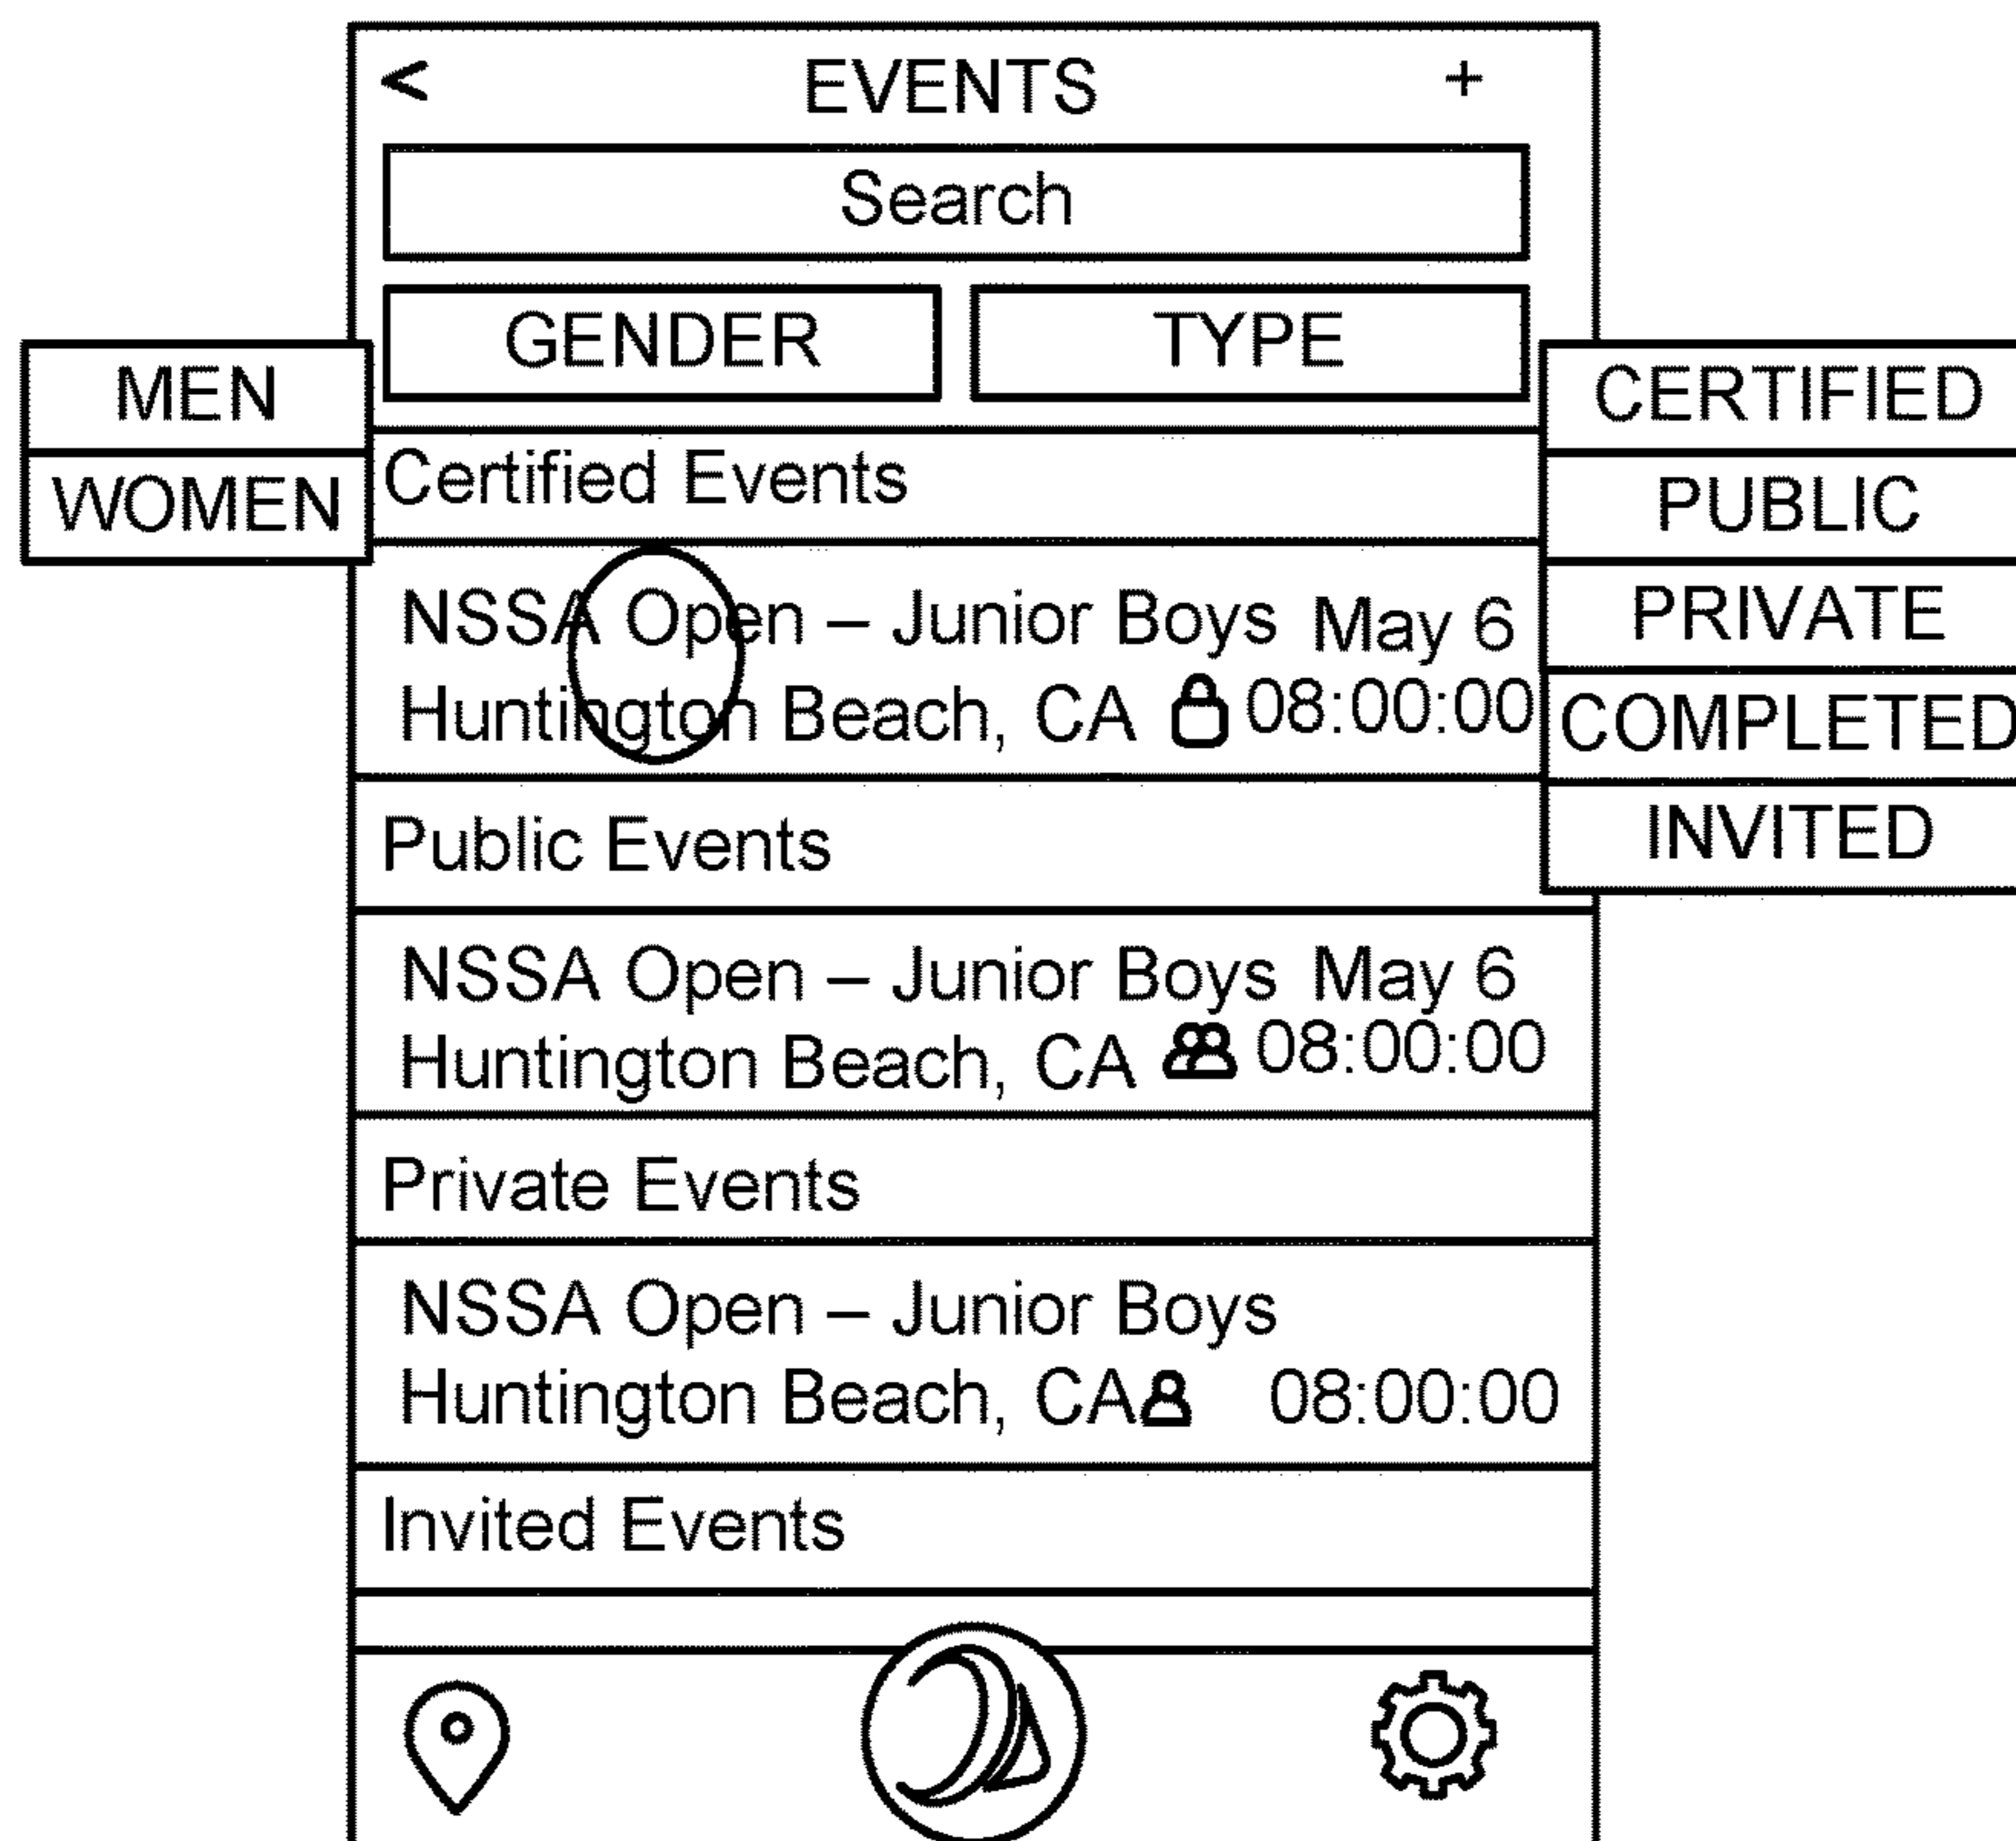 < EVENTS +
Search
GENDER TYPE
MEN
WOMEN
CERTIFIED
PUBLIC
PRIVATE
COMPLETED
INVITED
Certified Events
NSSA Open – Junior Boys May 6
Huntington Beach, CA 08:00:00
Public Events
NSSA Open – Junior Boys May 6
Huntington Beach, CA 08:00:00
Private Events
NSSA Open – Junior Boys
Huntington Beach, CA 08:00:00
Invited Events